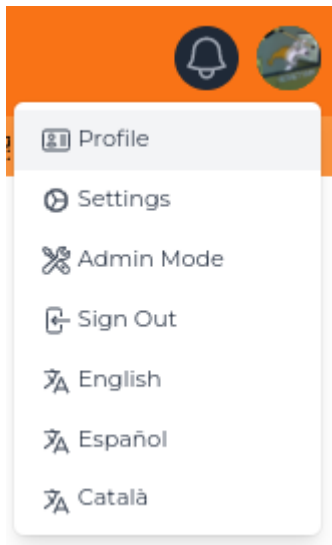 Profile
Settings
Admin Mode
Sign Out
English
Español
Català